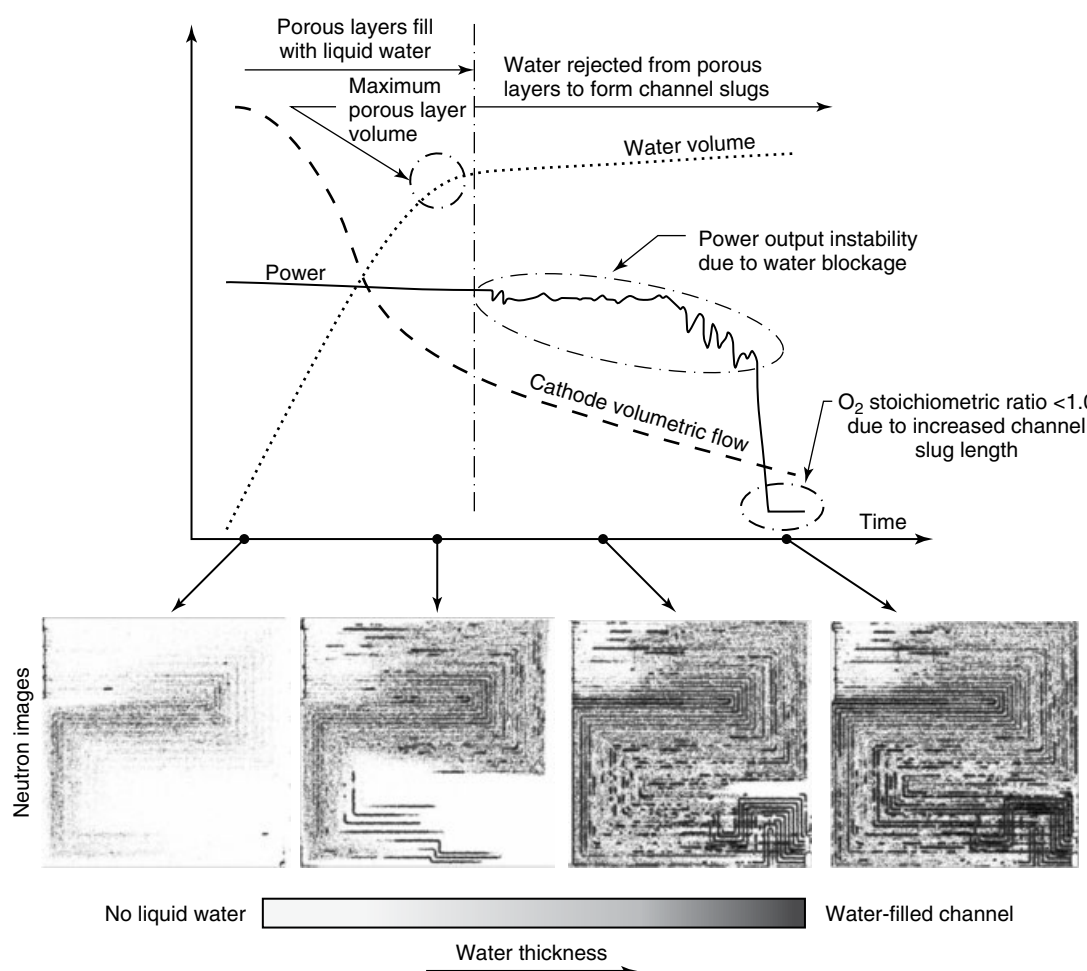 Porous layers fill
with liquid water
Water rejected from porous
layers to form channel slugs
Maximum
porous layer
volume
Water volume
Power output instability
due to water blockage
Power
Cathode volumetric flow
O₂ stoichiometric ratio <1.0
due to increased channel
slug length
Time
Neutron images
No liquid water
Water-filled channel
Water thickness